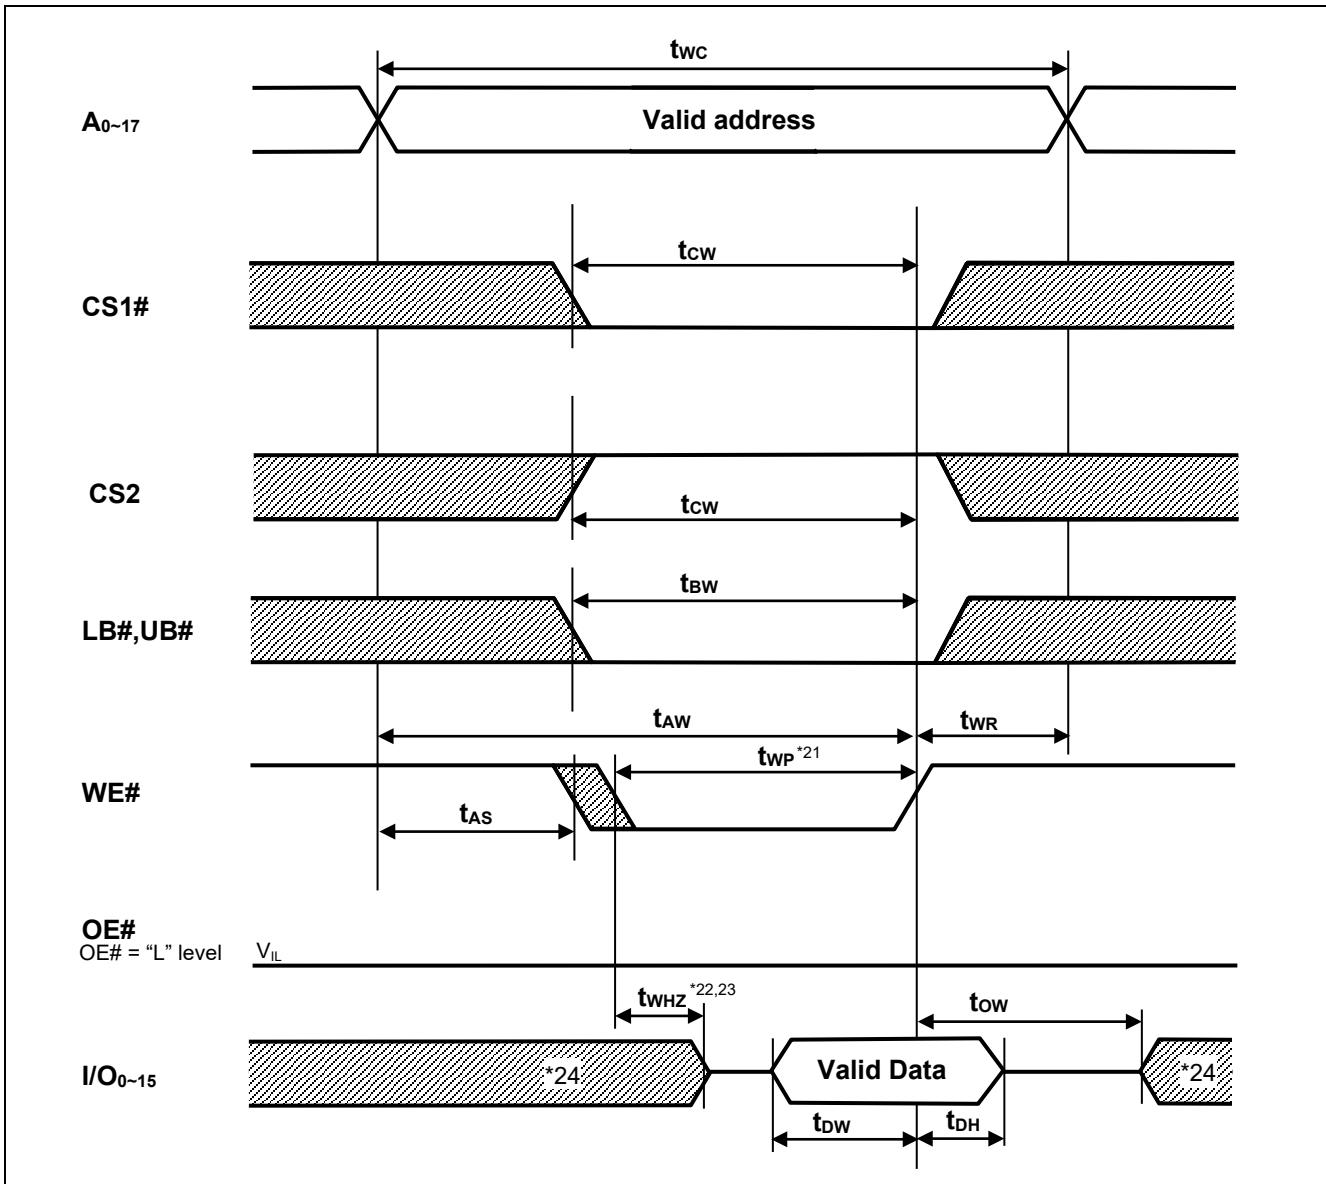 tWC
A0~17
Valid address
tCW
CS1#
CS2
tCW
tBW
LB#,UB#
tAW
tWR
tWP *21
WE#
tAS
OE#
OE# = “L” level
VIL
tWHZ *22,23
tOW
I/O0~15
*24
Valid Data
*24
tDW
tDH